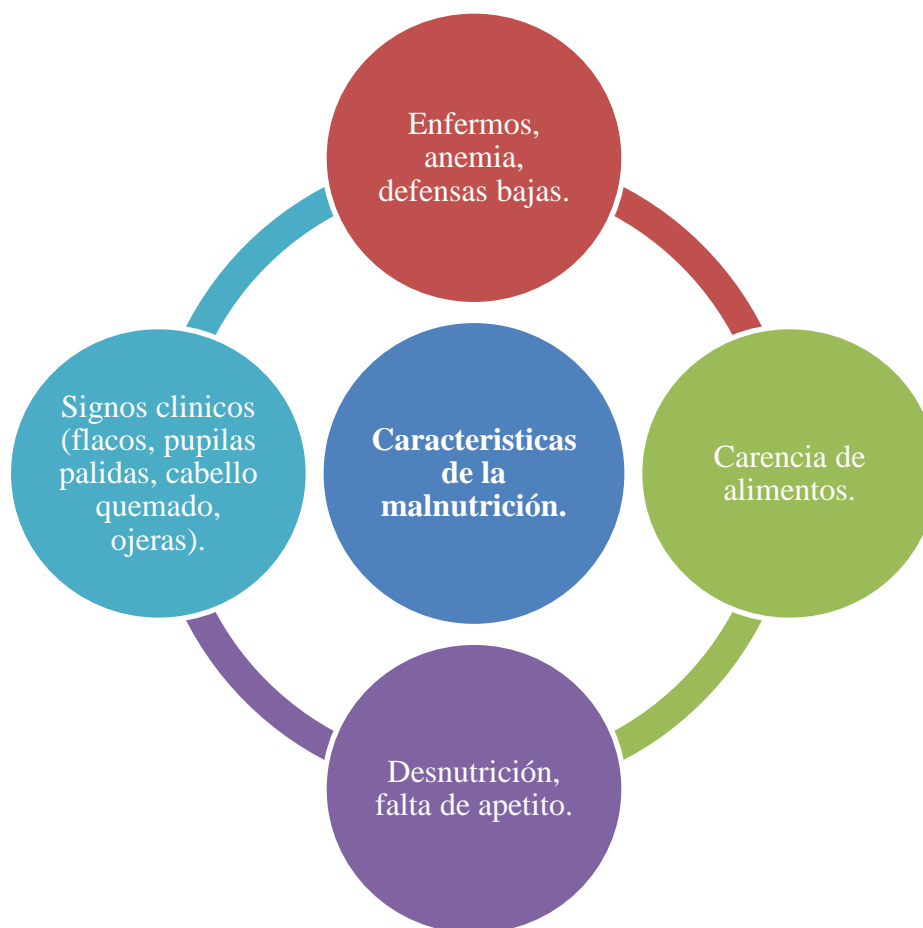 Enfermos,
anemia,
defensas bajas.
Signos clinicos
(flacos, pupilas
palidas, cabello
quemado,
ojeras).
Caracteristicas
de la
malnutrición.
Carencia de
alimentos.
Desnutrición,
falta de apetito.